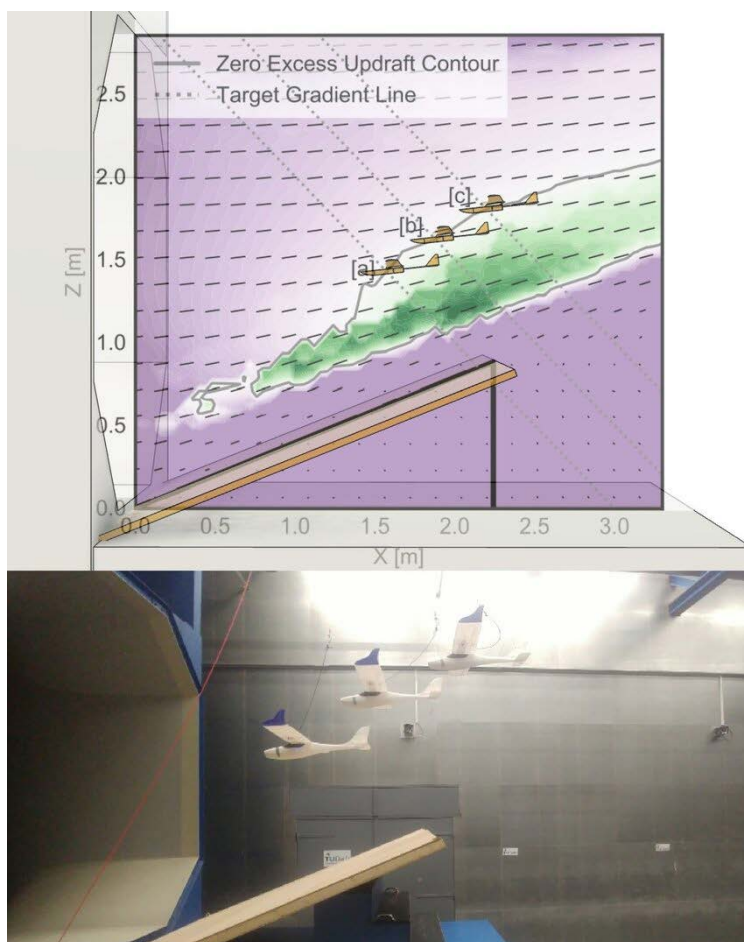 Zero Excess Updraft Contour
Target Gradient Line
2.5
2.0
[c]
[b]
1.5
[a]
1.0
0.5
0.0
0.0 0.5 1.0 1.5 2.0 2.5 3.0
Z [m]
X [m]